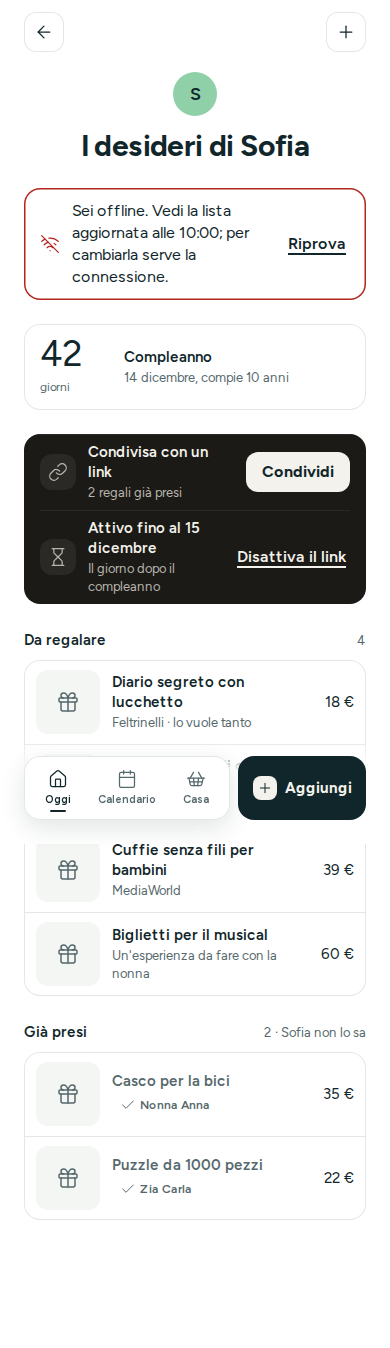 S
I desideri di Sofia
Sei offline. Vedi la lista
aggiornata alle 10:00; per
cambiarla serve la
connessione.
Riprova
42
giorni
Compleanno
14 dicembre, compie 10 anni
Condivisa con un
link
2 regali già presi
Condividi
Attivo fino al 15
dicembre
Il giorno dopo il
compleanno
Disattiva il link
Da regalare
4
Diario segreto con
lucchetto
Feltrinelli · lo vuole tanto
18 €
Oggi
Calendario
Casa
Aggiungi
Cuffie senza fili per
bambini
MediaWorld
39 €
Biglietti per il musical
Un'esperienza da fare con la
nonna
60 €
Già presi
2 · Sofia non lo sa
Casco per la bici
Nonna Anna
35 €
Puzzle da 1000 pezzi
Zia Carla
22 €